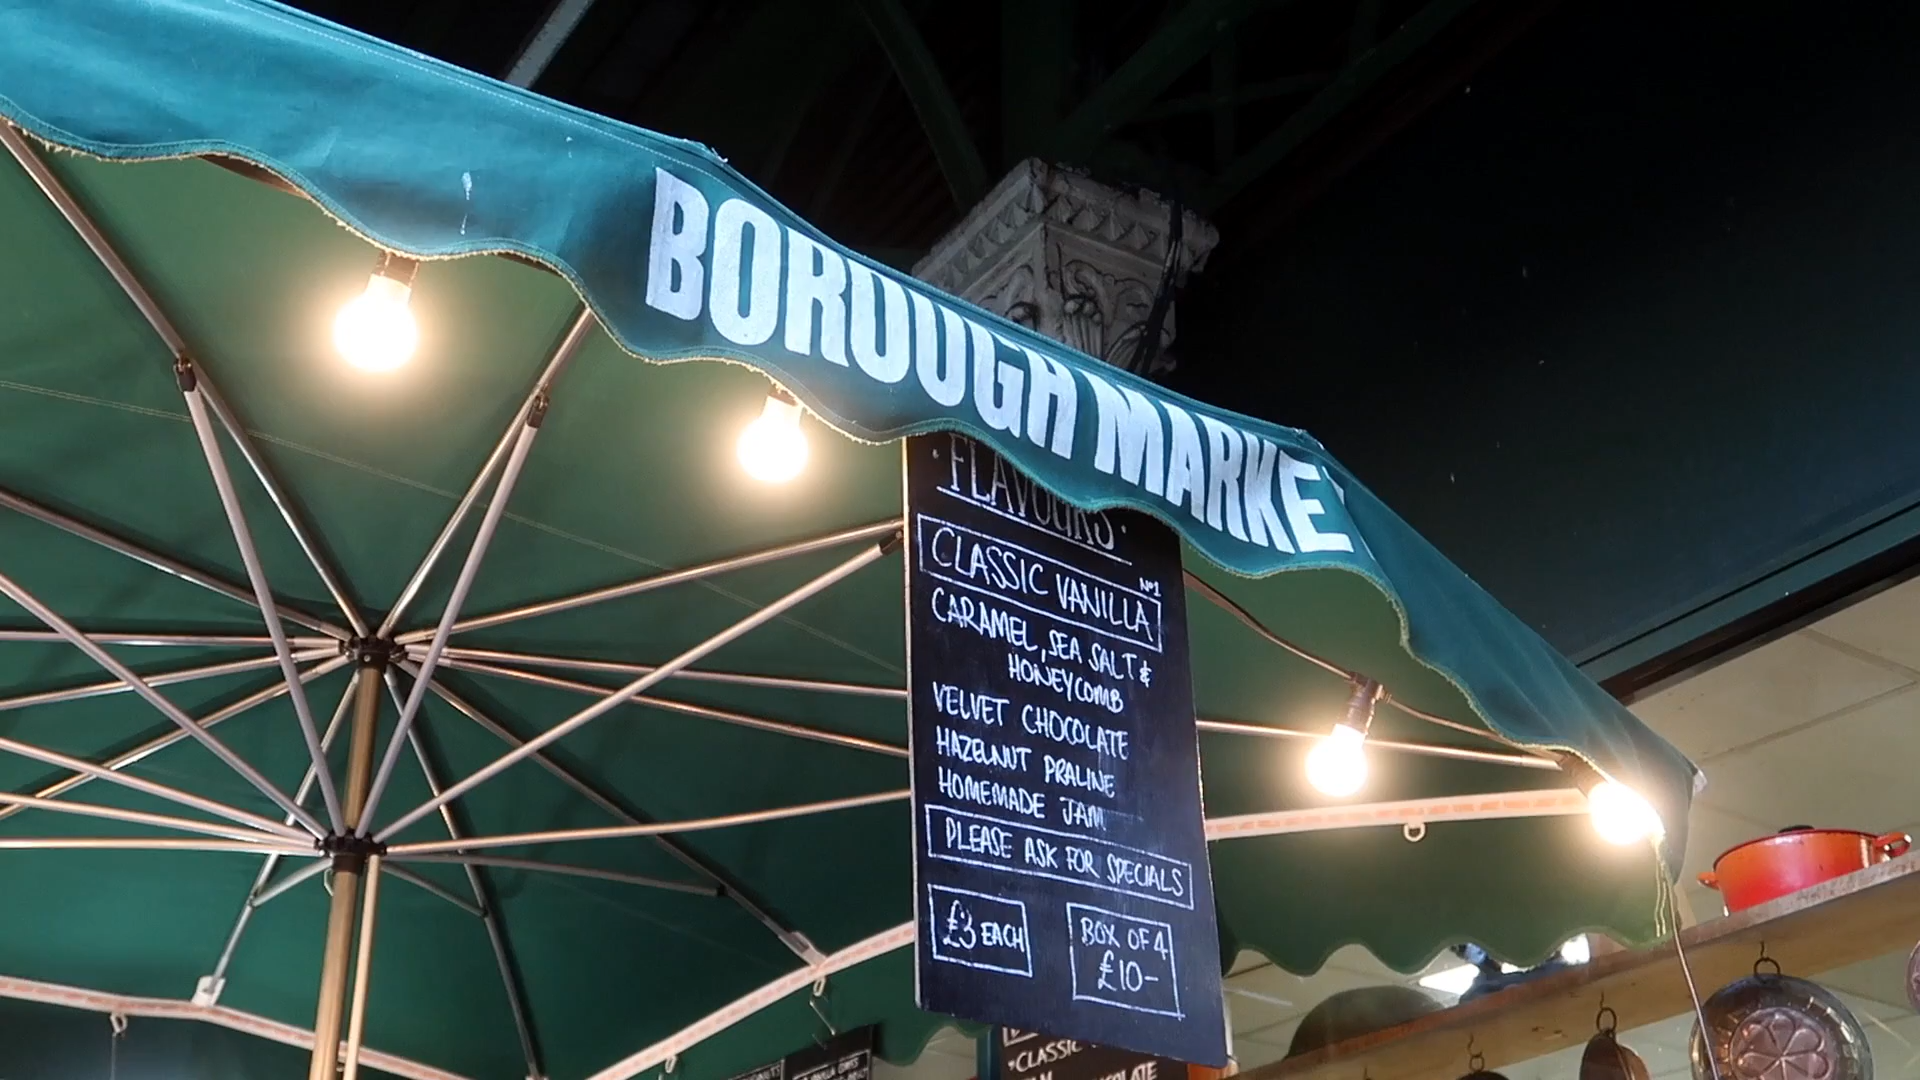 BOROUGH MARKE
· FLAVOURS ·
CLASSIC VANILLA Nº1
CARAMEL, SEA SALT &
HONEYCOMB
VELVET CHOCOLATE
HAZELNUT PRALINE
HOMEMADE JAM
PLEASE ASK FOR SPECIALS
£3 EACH
BOX OF 4
£10-
*CLASSIC